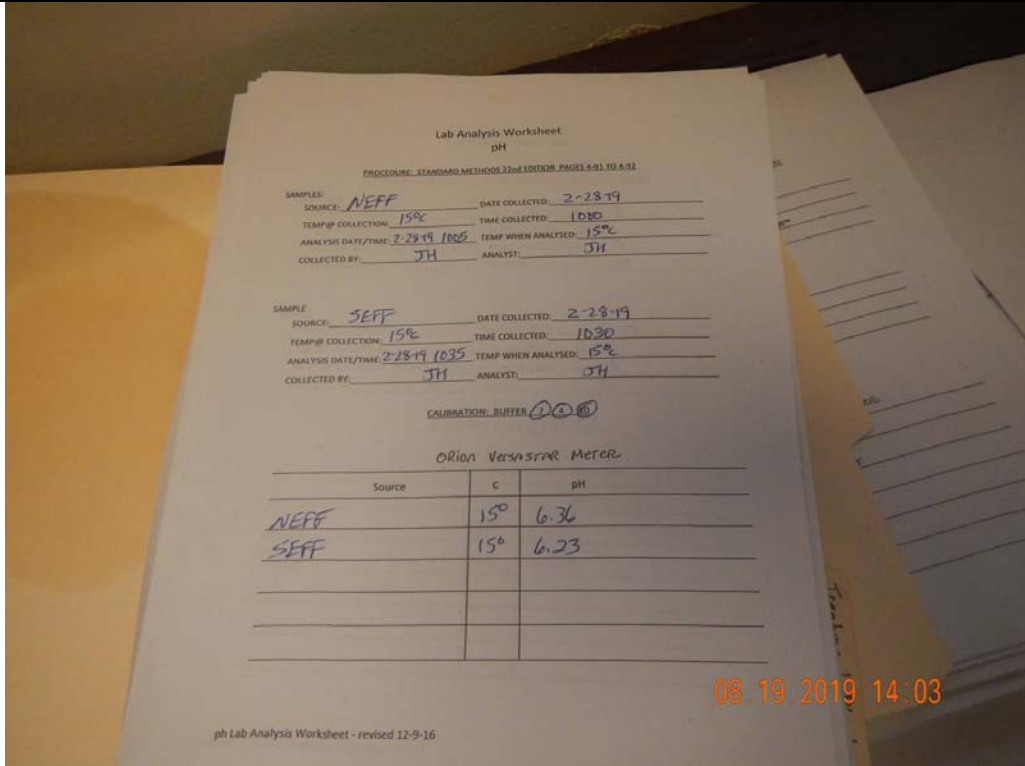 Lab Analysis Worksheet
pH
PROCEDURE: STANDARD METHODS 22nd EDITION PAGES 4-91 TO 4-92
SAMPLES:
SOURCE: NEFF DATE COLLECTED: 2-28-19
TEMP@ COLLECTION: 15°C TIME COLLECTED: 1000
ANALYSIS DATE/TIME: 2-28-19 1005 TEMP WHEN ANALYSED: 15°C
COLLECTED BY: JH ANALYST: JH
SAMPLE
SOURCE: SEFF DATE COLLECTED: 2-28-19
TEMP@ COLLECTION: 15°C TIME COLLECTED: 1030
ANALYSIS DATE/TIME: 2-28-19 1035 TEMP WHEN ANALYSED: 15°C
COLLECTED BY: JH ANALYST: JH
CALIBRATION: BUFFER 7 4 10
ORION VERSASTAR METER
Source C pH
NEFF 15° 6.36
SEFF 15° 6.23
08.19.2019 14:03
ph Lab Analysis Worksheet - revised 12-9-16